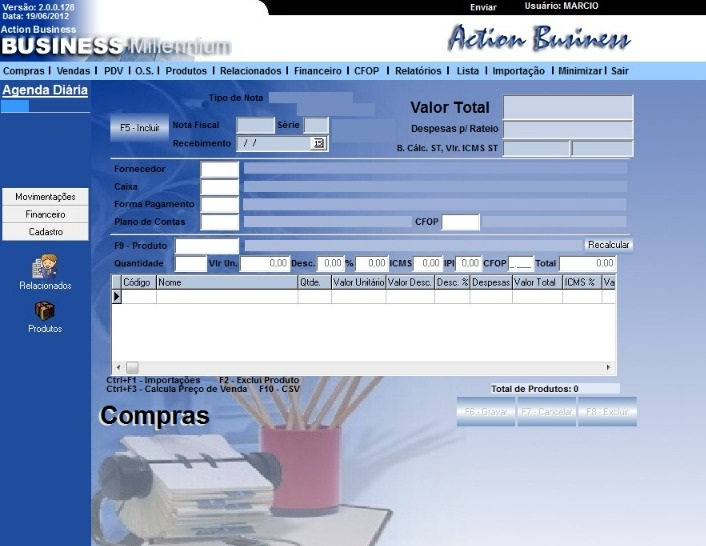 Versão: 2.0.0.128
Data: 19/06/2012
Enviar
Usuário: MARCIO
Action Business
BUSINESS Millennium
Action Business
Compras | Vendas | PDV | O.S. | Produtos | Relacionados | Financeiro | CFOP | Relatórios | Lista | Importação | Minimizar | Sair
Agenda Diária
Tipo de Nota
Valor Total
F5 - Incluir
Nota Fiscal
Série
Despesas p/ Rateio
Recebimento
/ /
13
B. Cálc. ST, Vlr. ICMS ST
Fornecedor
Caixa
Forma Pagamento
Plano de Contas
CFOP
Movimentações
Financeiro
Cadastro
Relacionados
Produtos
F9 - Produto
Recalcular
Quantidade Vlr Un. 0,00 Desc. 0,00 % 0,00 ICMS 0,00 IPI 0,00 CFOP _.___ Total 0,00
Código Nome Qtde. Valor Unitário Valor Desc. Desc. % Despesas Valor Total ICMS % Va
Ctrl+F1 - Importações F2 - Exclui Produto
Ctrl+F3 - Calcula Preço de Venda F10 - CSV
Total de Produtos: 0
Compras
F6 - Gravar F7 - Cancelar F8 - Excluir